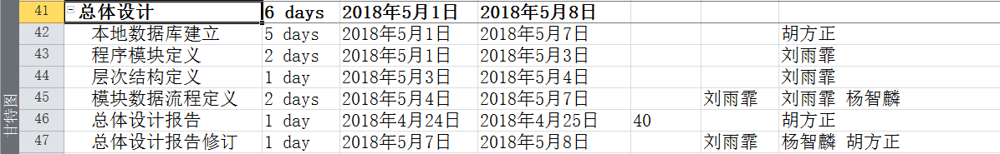 41 总体设计 6 days 2018年5月1日 2018年5月8日
42 本地数据库建立 5 days 2018年5月1日 2018年5月7日 胡方正
43 程序模块定义 2 days 2018年5月1日 2018年5月3日 刘雨霏
44 层次结构定义 1 day 2018年5月3日 2018年5月4日 刘雨霏
45 模块数据流程定义 2 days 2018年5月4日 2018年5月7日 刘雨霏 刘雨霏 杨智麟
46 总体设计报告 1 day 2018年4月24日 2018年4月25日 40 胡方正
47 总体设计报告修订 1 day 2018年5月7日 2018年5月8日 刘雨霏 杨智麟 胡方正
甘特图